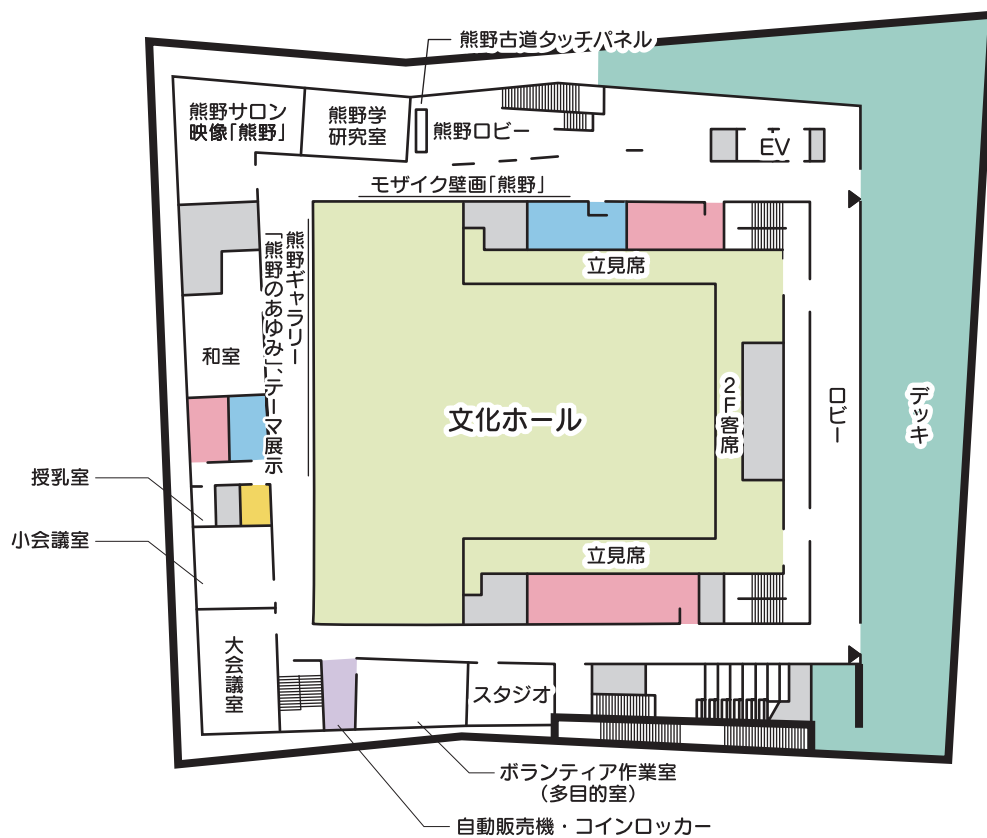 熊野古道タッチパネル
熊野サロン
映像「熊野」
熊野学
研究室
熊野ロビー
EV
モザイク壁画「熊野」
熊野ギャラリー
「熊野のあゆみ」、テーマ展示
立見席
和室
文化ホール
2F客席
ロビー
デッキ
授乳室
小会議室
立見席
大会議室
スタジオ
ボランティア作業室
（多目的室）
自動販売機・コインロッカー